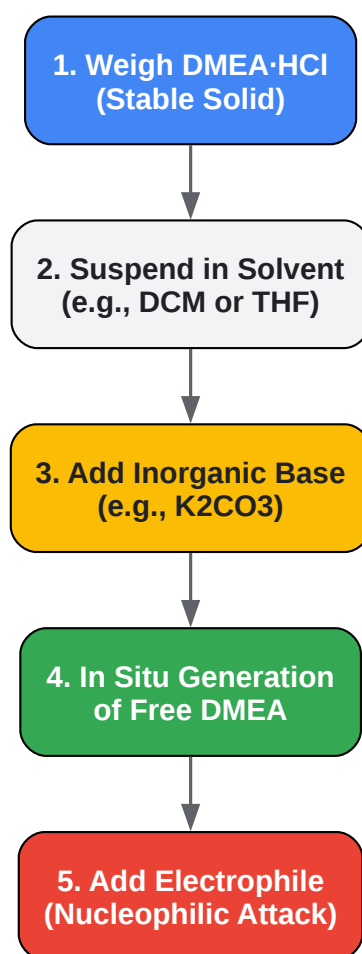 1. Weigh DMEA·HCl
(Stable Solid)
2. Suspend in Solvent
(e.g., DCM or THF)
3. Add Inorganic Base
(e.g., K2CO3)
4. In Situ Generation
of Free DMEA
5. Add Electrophile
(Nucleophilic Attack)